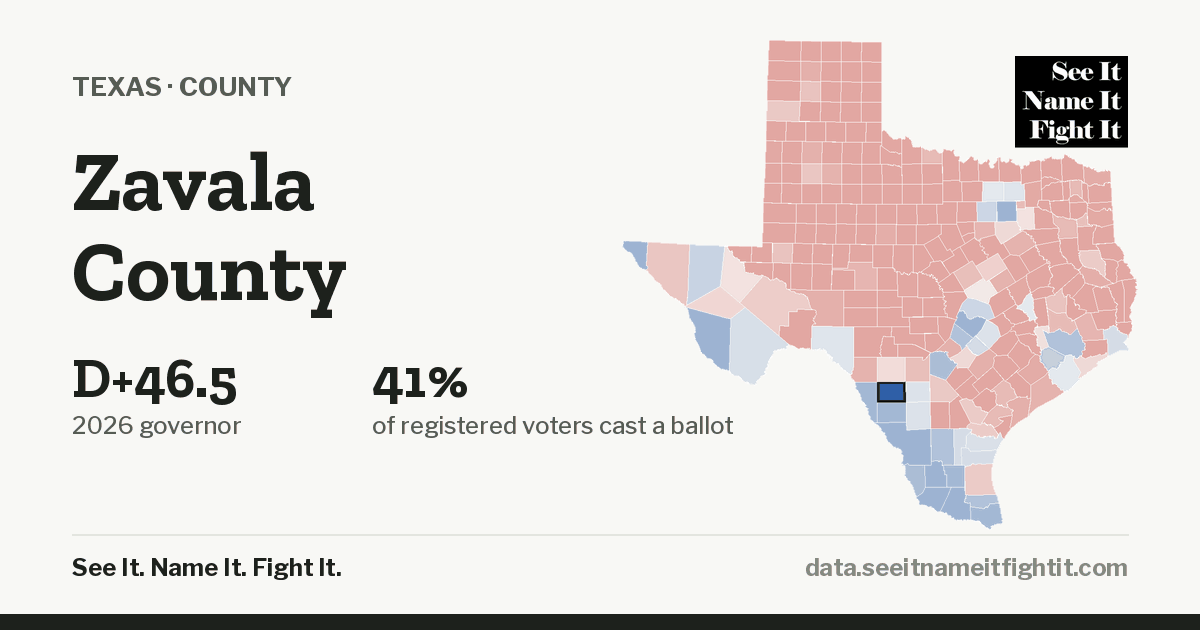 TEXAS · COUNTY
Zavala
County
D+46.5
2026 governor
41%
of registered voters cast a ballot
See It
Name It
Fight It
See It. Name It. Fight It.
data.seeitnameitfightit.com